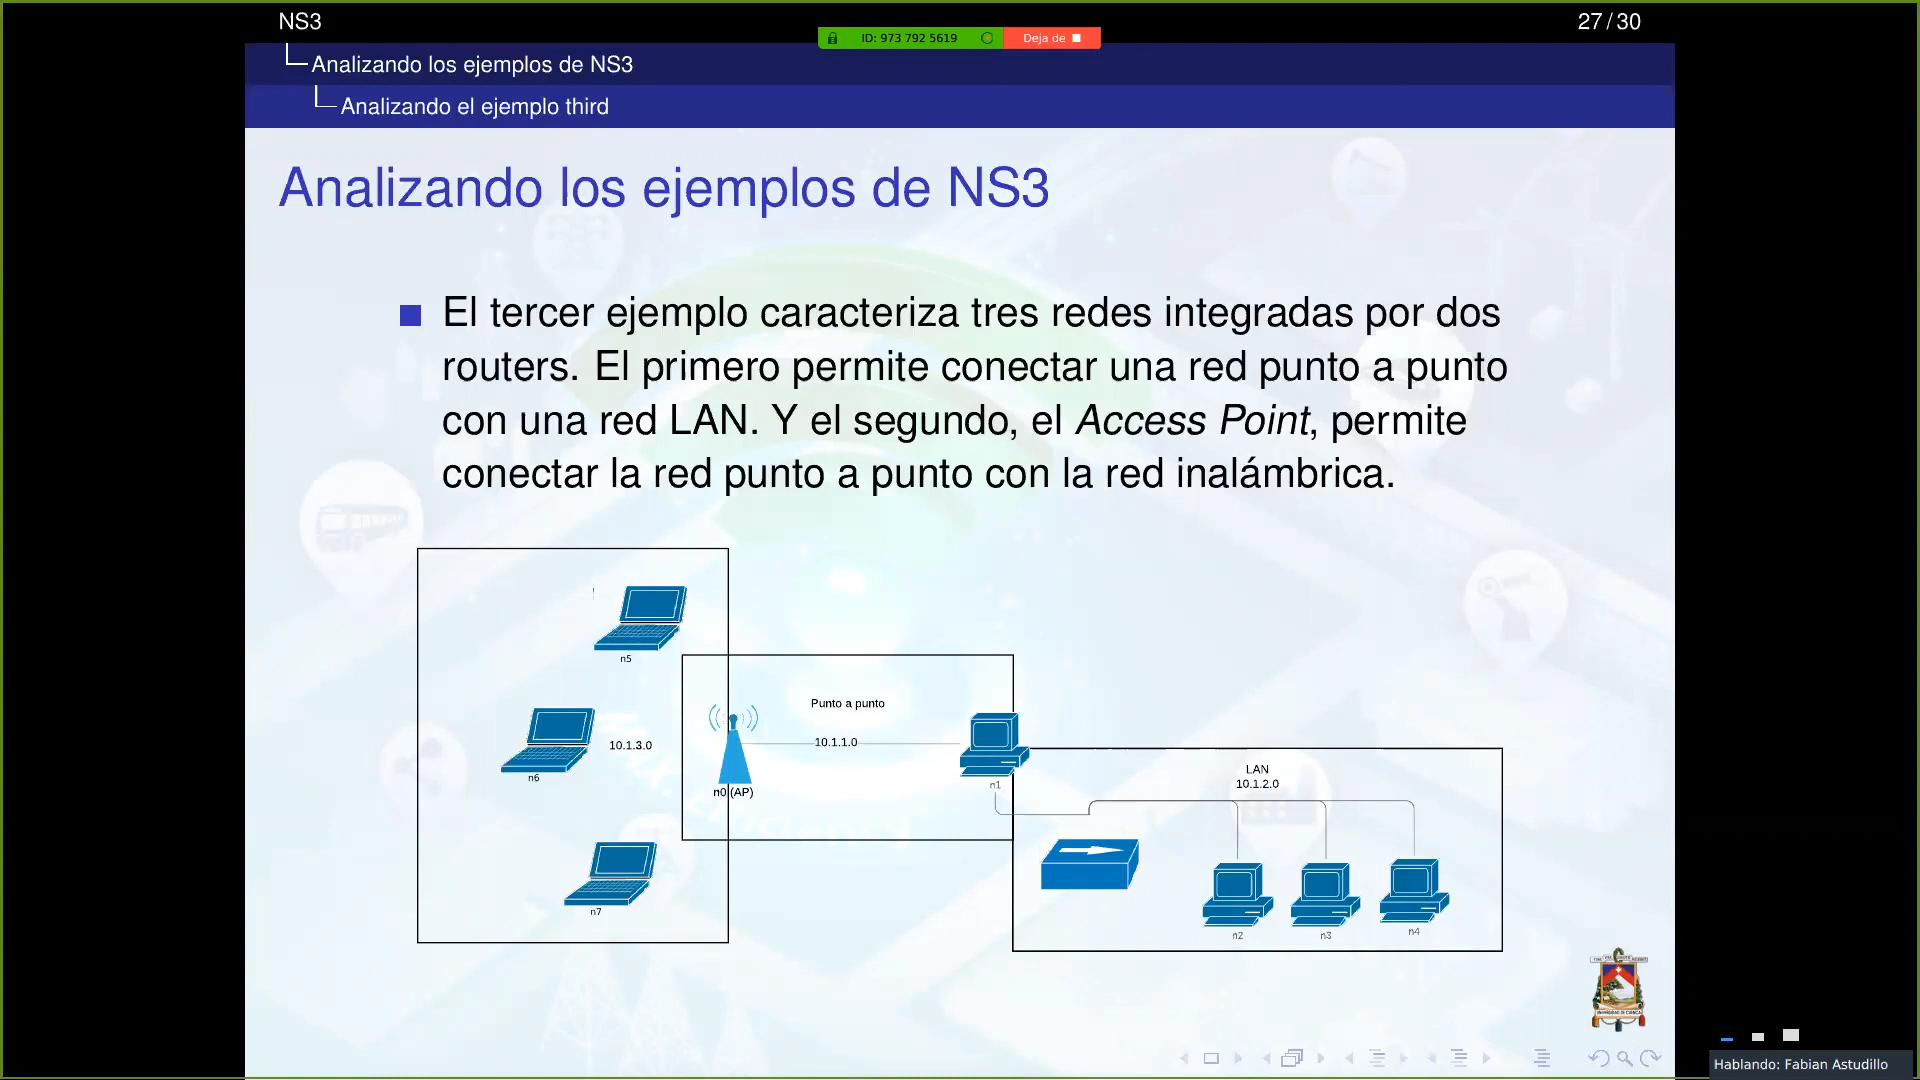 NS3
27 / 30
ID: 973 792 5619
Deja de
Analizando los ejemplos de NS3
Analizando el ejemplo third
Analizando los ejemplos de NS3
El tercer ejemplo caracteriza tres redes integradas por dos
routers. El primero permite conectar una red punto a punto
con una red LAN. Y el segundo, el Access Point, permite
conectar la red punto a punto con la red inalámbrica.
n5
Punto a punto
10.1.3.0
10.1.1.0
n6
n0 (AP)
n1
LAN
10.1.2.0
n7
n2
n3
n4
UNIVERSIDAD DE CUENCA
Hablando: Fabian Astudillo